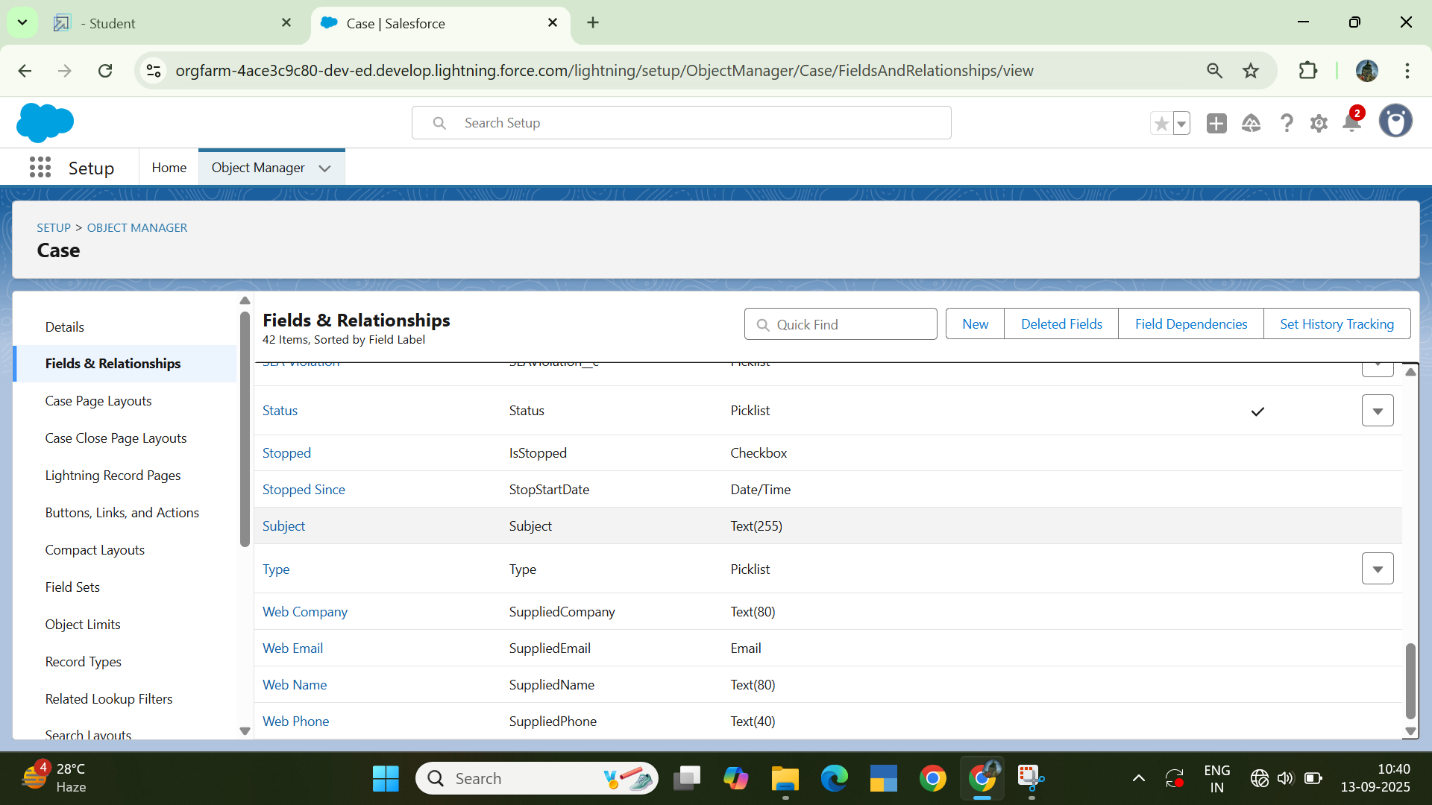 - Student
Case | Salesforce
orgfarm-4ace3c9c80-dev-ed.develop.lightning.force.com/lightning/setup/ObjectManager/Case/FieldsAndRelationships/view
Search Setup
2
Setup
Home
Object Manager
SETUP > OBJECT MANAGER
Case
Details
Fields & Relationships
Case Page Layouts
Case Close Page Layouts
Lightning Record Pages
Buttons, Links, and Actions
Compact Layouts
Field Sets
Object Limits
Record Types
Related Lookup Filters
Search Layouts
Fields & Relationships
42 Items, Sorted by Field Label
Quick Find
New
Deleted Fields
Field Dependencies
Set History Tracking
SLA Violation SLAViolation__c Picklist
Status Status Picklist
Stopped IsStopped Checkbox
Stopped Since StopStartDate Date/Time
Subject Subject Text(255)
Type Type Picklist
Web Company SuppliedCompany Text(80)
Web Email SuppliedEmail Email
Web Name SuppliedName Text(80)
Web Phone SuppliedPhone Text(40)
4
28°C
Haze
Search
ENG
IN
10:40
13-09-2025